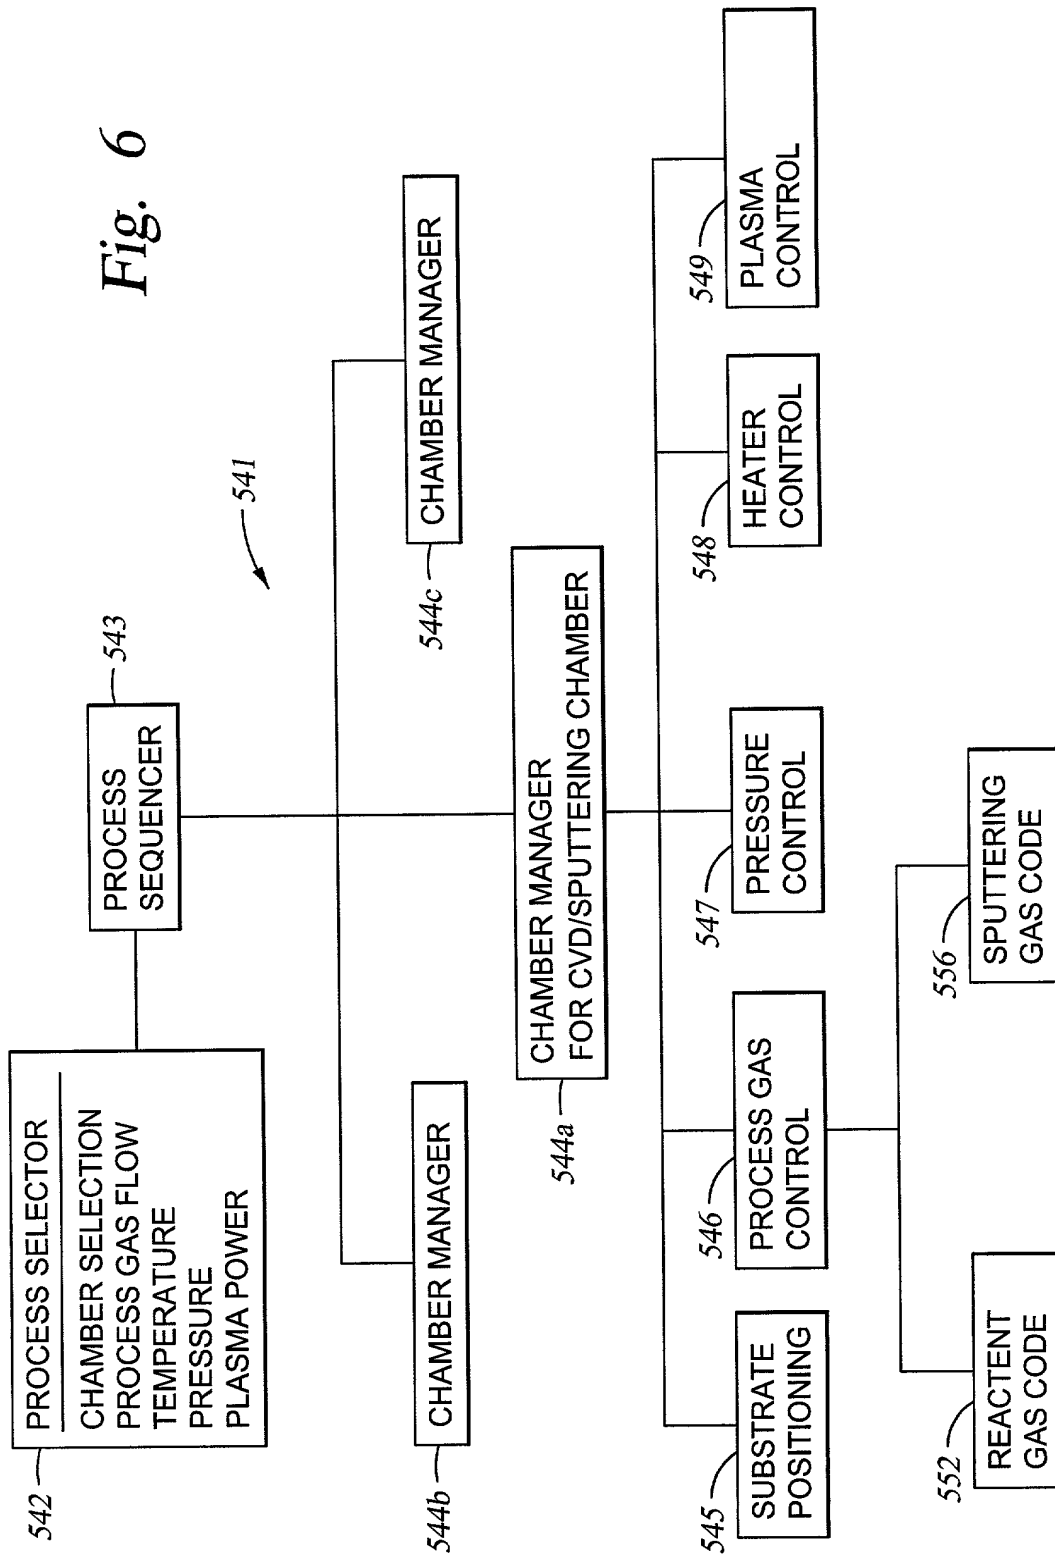 Fig. 6
541
542
PROCESS SELECTOR
CHAMBER SELECTION
PROCESS GAS FLOW
TEMPERATURE
PRESSURE
PLASMA POWER
543
PROCESS
SEQUENCER
544b
CHAMBER MANAGER
544c
CHAMBER MANAGER
544a
CHAMBER MANAGER
FOR CVD/SPUTTERING CHAMBER
545
SUBSTRATE
POSITIONING
546
PROCESS GAS
CONTROL
547
PRESSURE
CONTROL
548
HEATER
CONTROL
549
PLASMA
CONTROL
552
REACTENT
GAS CODE
556
SPUTTERING
GAS CODE